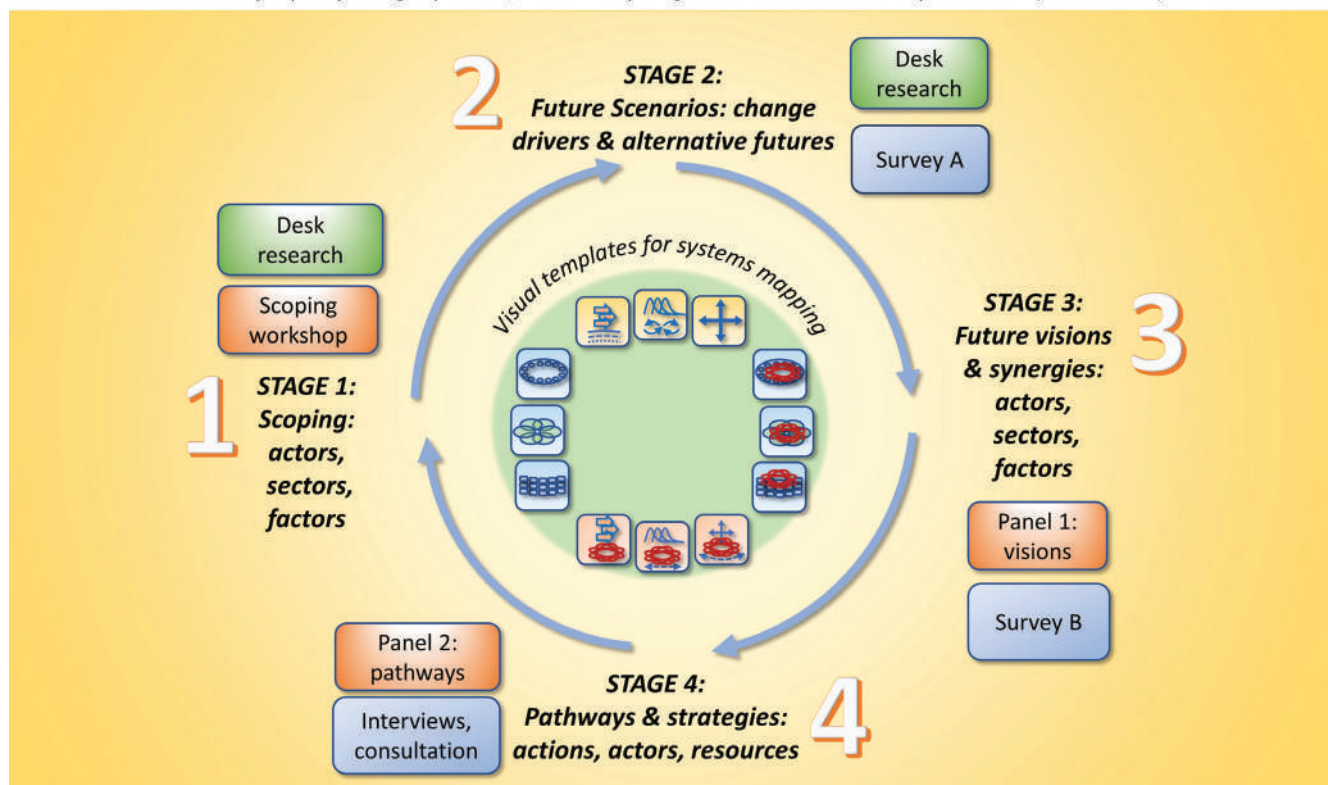 2
STAGE 2:
Future Scenarios: change
drivers & alternative futures
Desk
research
Survey A
Desk
research
Scoping
workshop
1
STAGE 1:
Scoping:
actors,
sectors,
factors
Visual templates for systems mapping
STAGE 3:
Future visions
& synergies:
actors,
sectors,
factors
3
Panel 1:
visions
Survey B
Panel 2:
pathways
Interviews,
consultation
STAGE 4:
Pathways & strategies:
actions, actors, resources
4